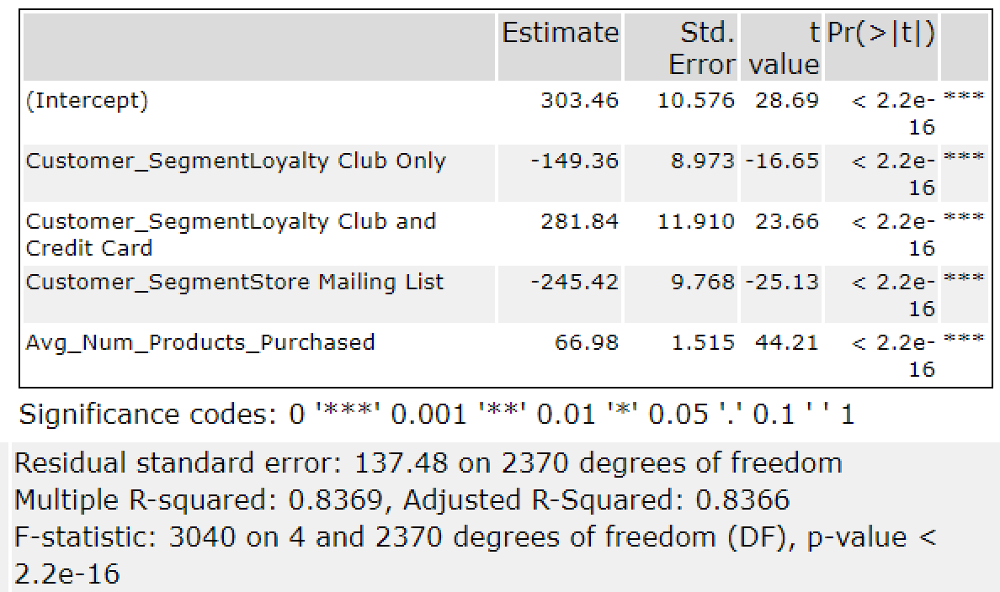 Estimate Std. Error t value Pr(>|t|)
(Intercept) 303.46 10.576 28.69 < 2.2e-16 ***
Customer_SegmentLoyalty Club Only -149.36 8.973 -16.65 < 2.2e-16 ***
Customer_SegmentLoyalty Club and Credit Card 281.84 11.910 23.66 < 2.2e-16 ***
Customer_SegmentStore Mailing List -245.42 9.768 -25.13 < 2.2e-16 ***
Avg_Num_Products_Purchased 66.98 1.515 44.21 < 2.2e-16 ***
Significance codes: 0 '***' 0.001 '**' 0.01 '*' 0.05 '.' 0.1 ' ' 1
Residual standard error: 137.48 on 2370 degrees of freedom
Multiple R-squared: 0.8369, Adjusted R-Squared: 0.8366
F-statistic: 3040 on 4 and 2370 degrees of freedom (DF), p-value <
2.2e-16